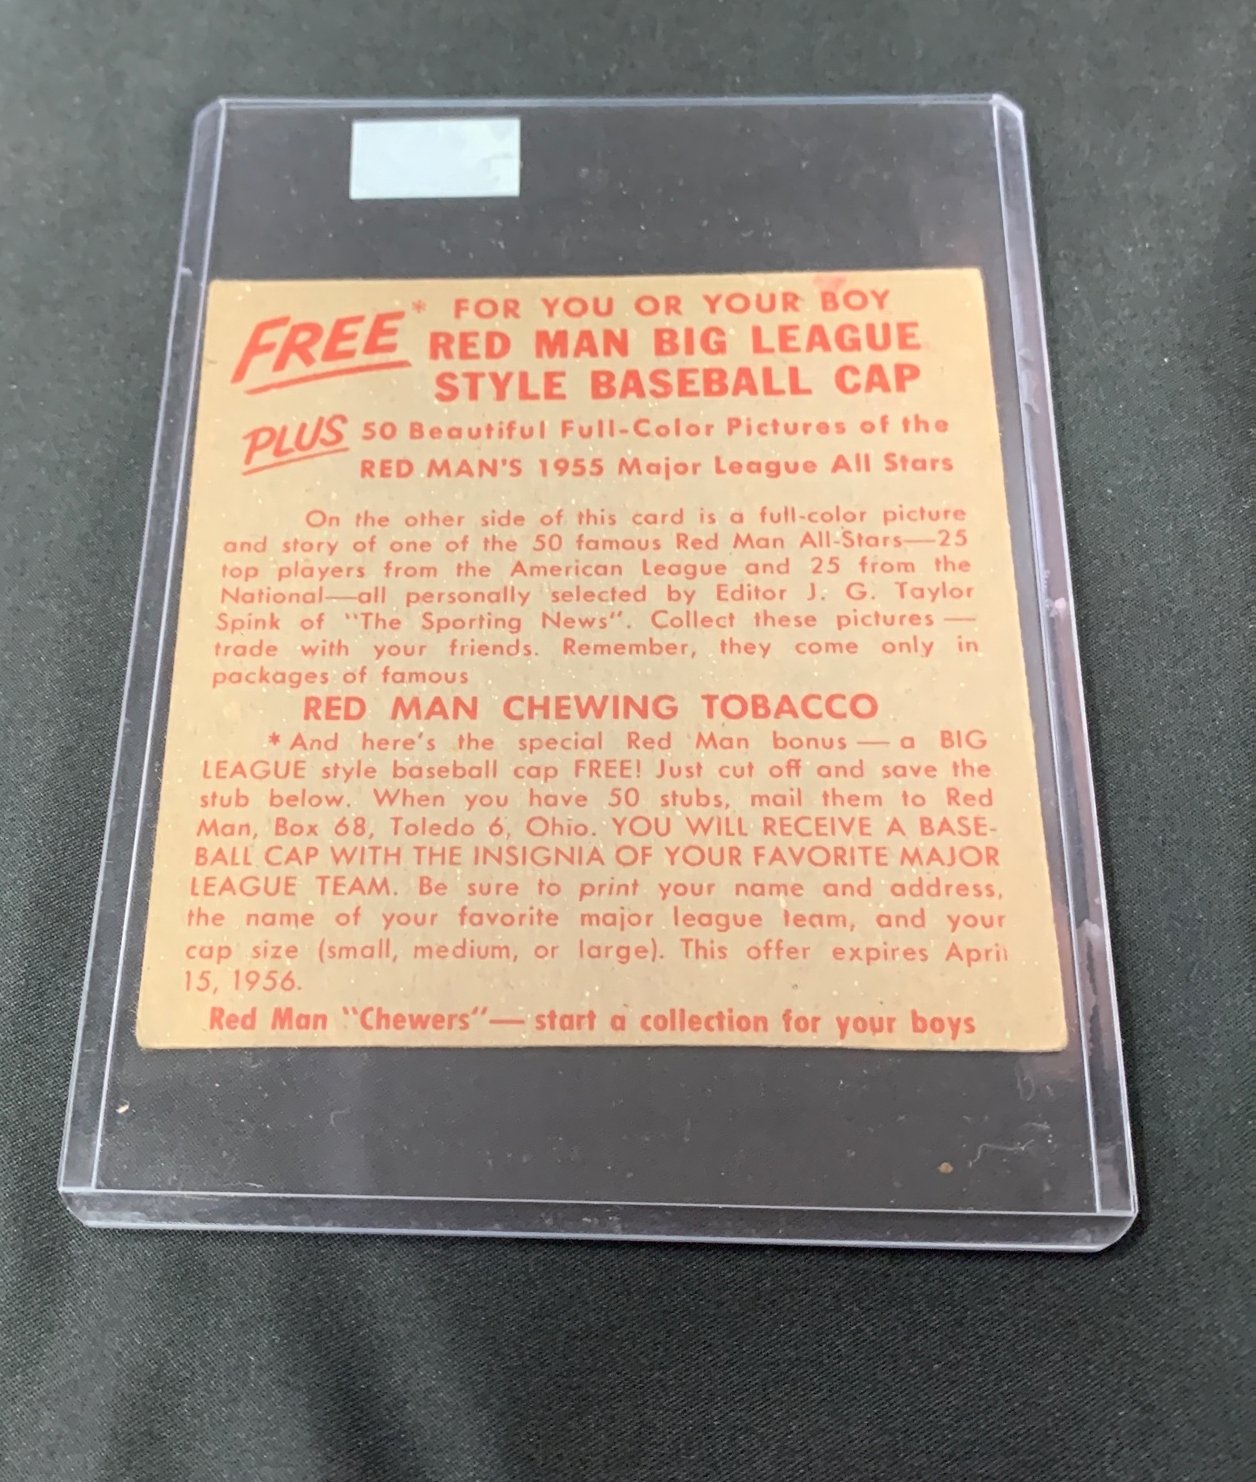 FREE* FOR YOU OR YOUR BOY
RED MAN BIG LEAGUE
STYLE BASEBALL CAP
PLUS 50 Beautiful Full-Color Pictures of the
RED MAN'S 1955 Major League All Stars
On the other side of this card is a full-color picture
and story of one of the 50 famous Red Man All-Stars—25
top players from the American League and 25 from the
National—all personally selected by Editor J. G. Taylor
Spink of "The Sporting News". Collect these pictures—
trade with your friends. Remember, they come only in
packages of famous
RED MAN CHEWING TOBACCO
* And here's the special Red Man bonus — a BIG
LEAGUE style baseball cap FREE! Just cut off and save the
stub below. When you have 50 stubs, mail them to Red
Man, Box 68, Toledo 6, Ohio. YOU WILL RECEIVE A BASE-
BALL CAP WITH THE INSIGNIA OF YOUR FAVORITE MAJOR
LEAGUE TEAM. Be sure to print your name and address,
the name of your favorite major league team, and your
cap size (small, medium, or large). This offer expires April
15, 1956.
Red Man "Chewers"— start a collection for your boys